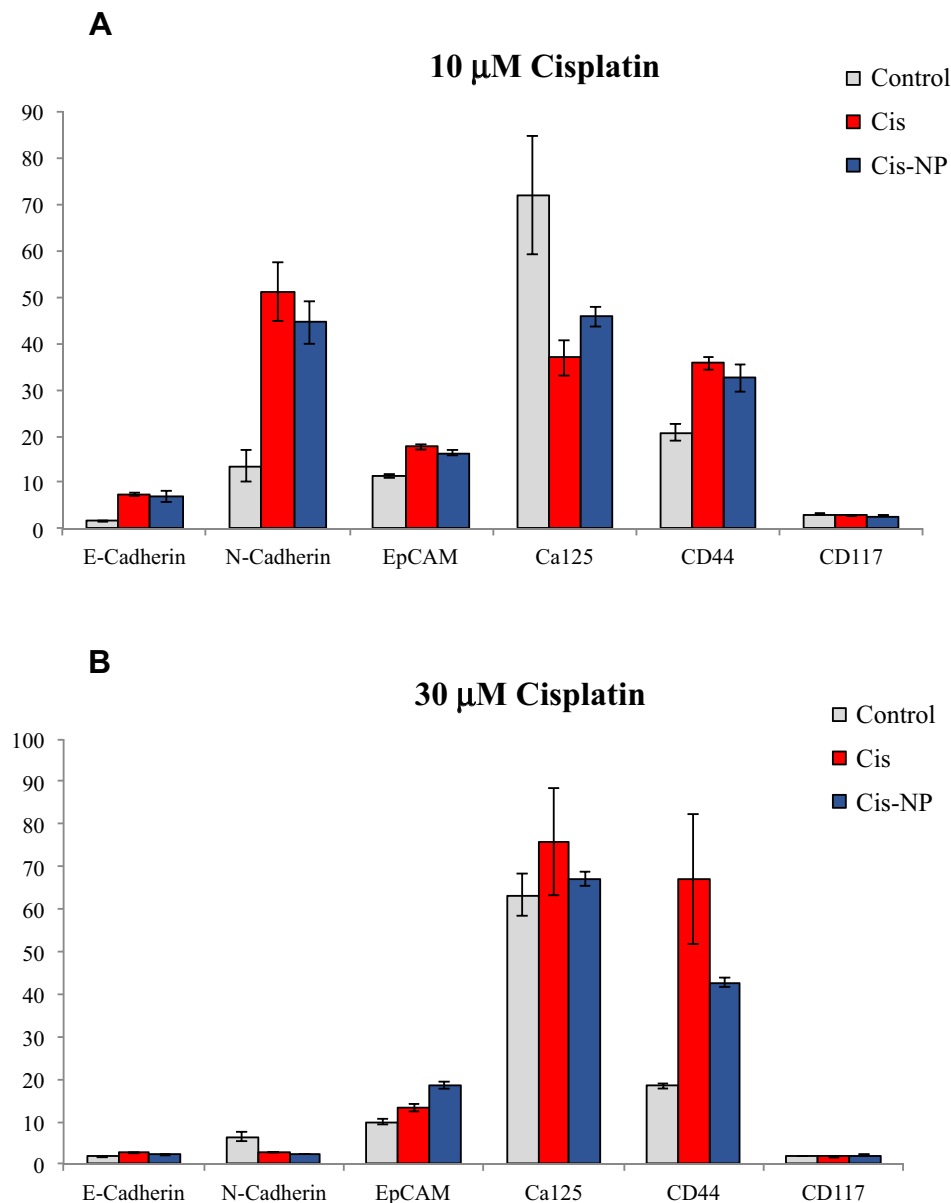 A
10 μM Cisplatin
Control
Cis
Cis-NP
90
80
70
60
50
40
30
20
10
0
E-Cadherin N-Cadherin EpCAM Ca125 CD44 CD117
B
30 μM Cisplatin
Control
Cis
Cis-NP
100
90
80
70
60
50
40
30
20
10
0
E-Cadherin N-Cadherin EpCAM Ca125 CD44 CD117